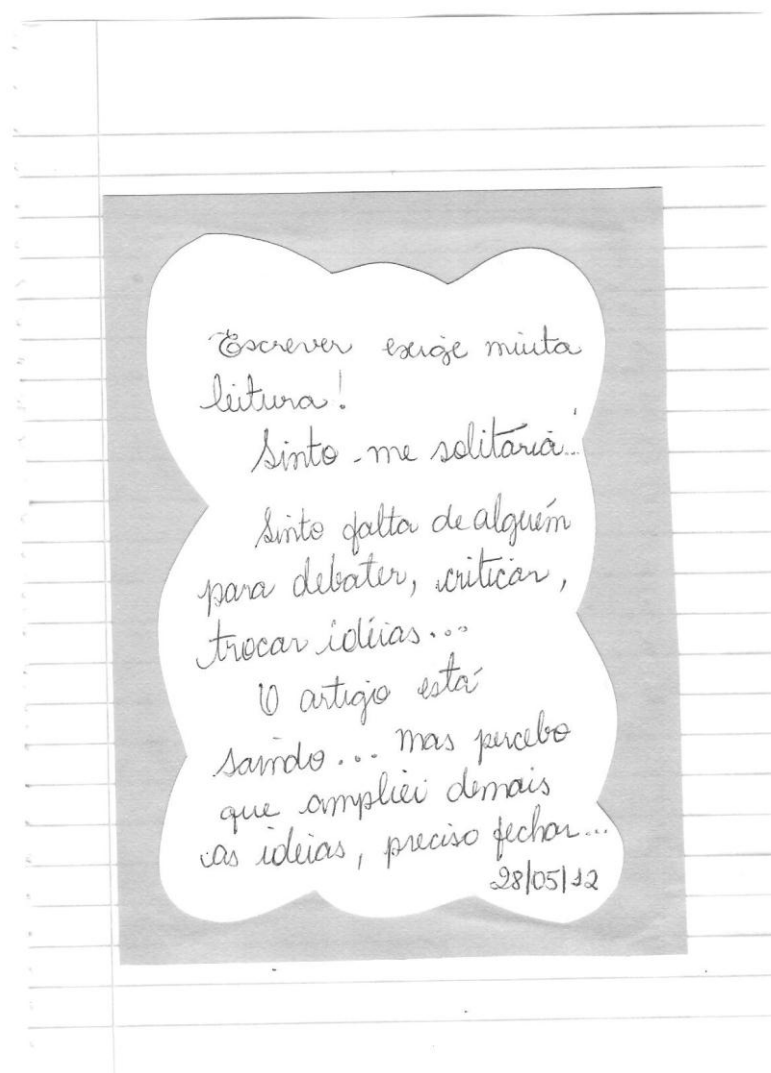 Escrever exige muita
leitura!
Sinto-me solitária...
Sinto falta de alguém
para debater, criticar,
trocar idéias...
O artigo está
saindo... mas percebo
que ampliei demais
as idéias, preciso fechar...
28/05/12